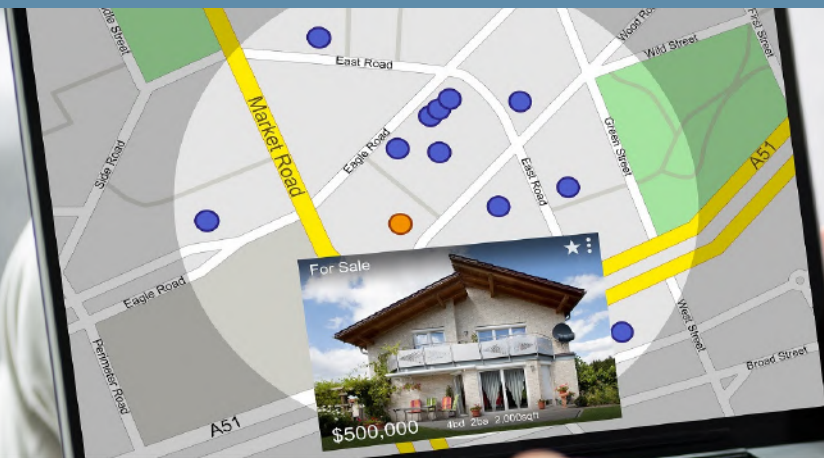 East Road
Wild Street
Market Road
Eagle Road
Side Road
Green Street
East Road
A51
For Sale
Eagle Road
West Street
Perimeter Road
Broad Street
A51
$500,000
4bd 2ba 2,000sqft
First Street
Street
Wood